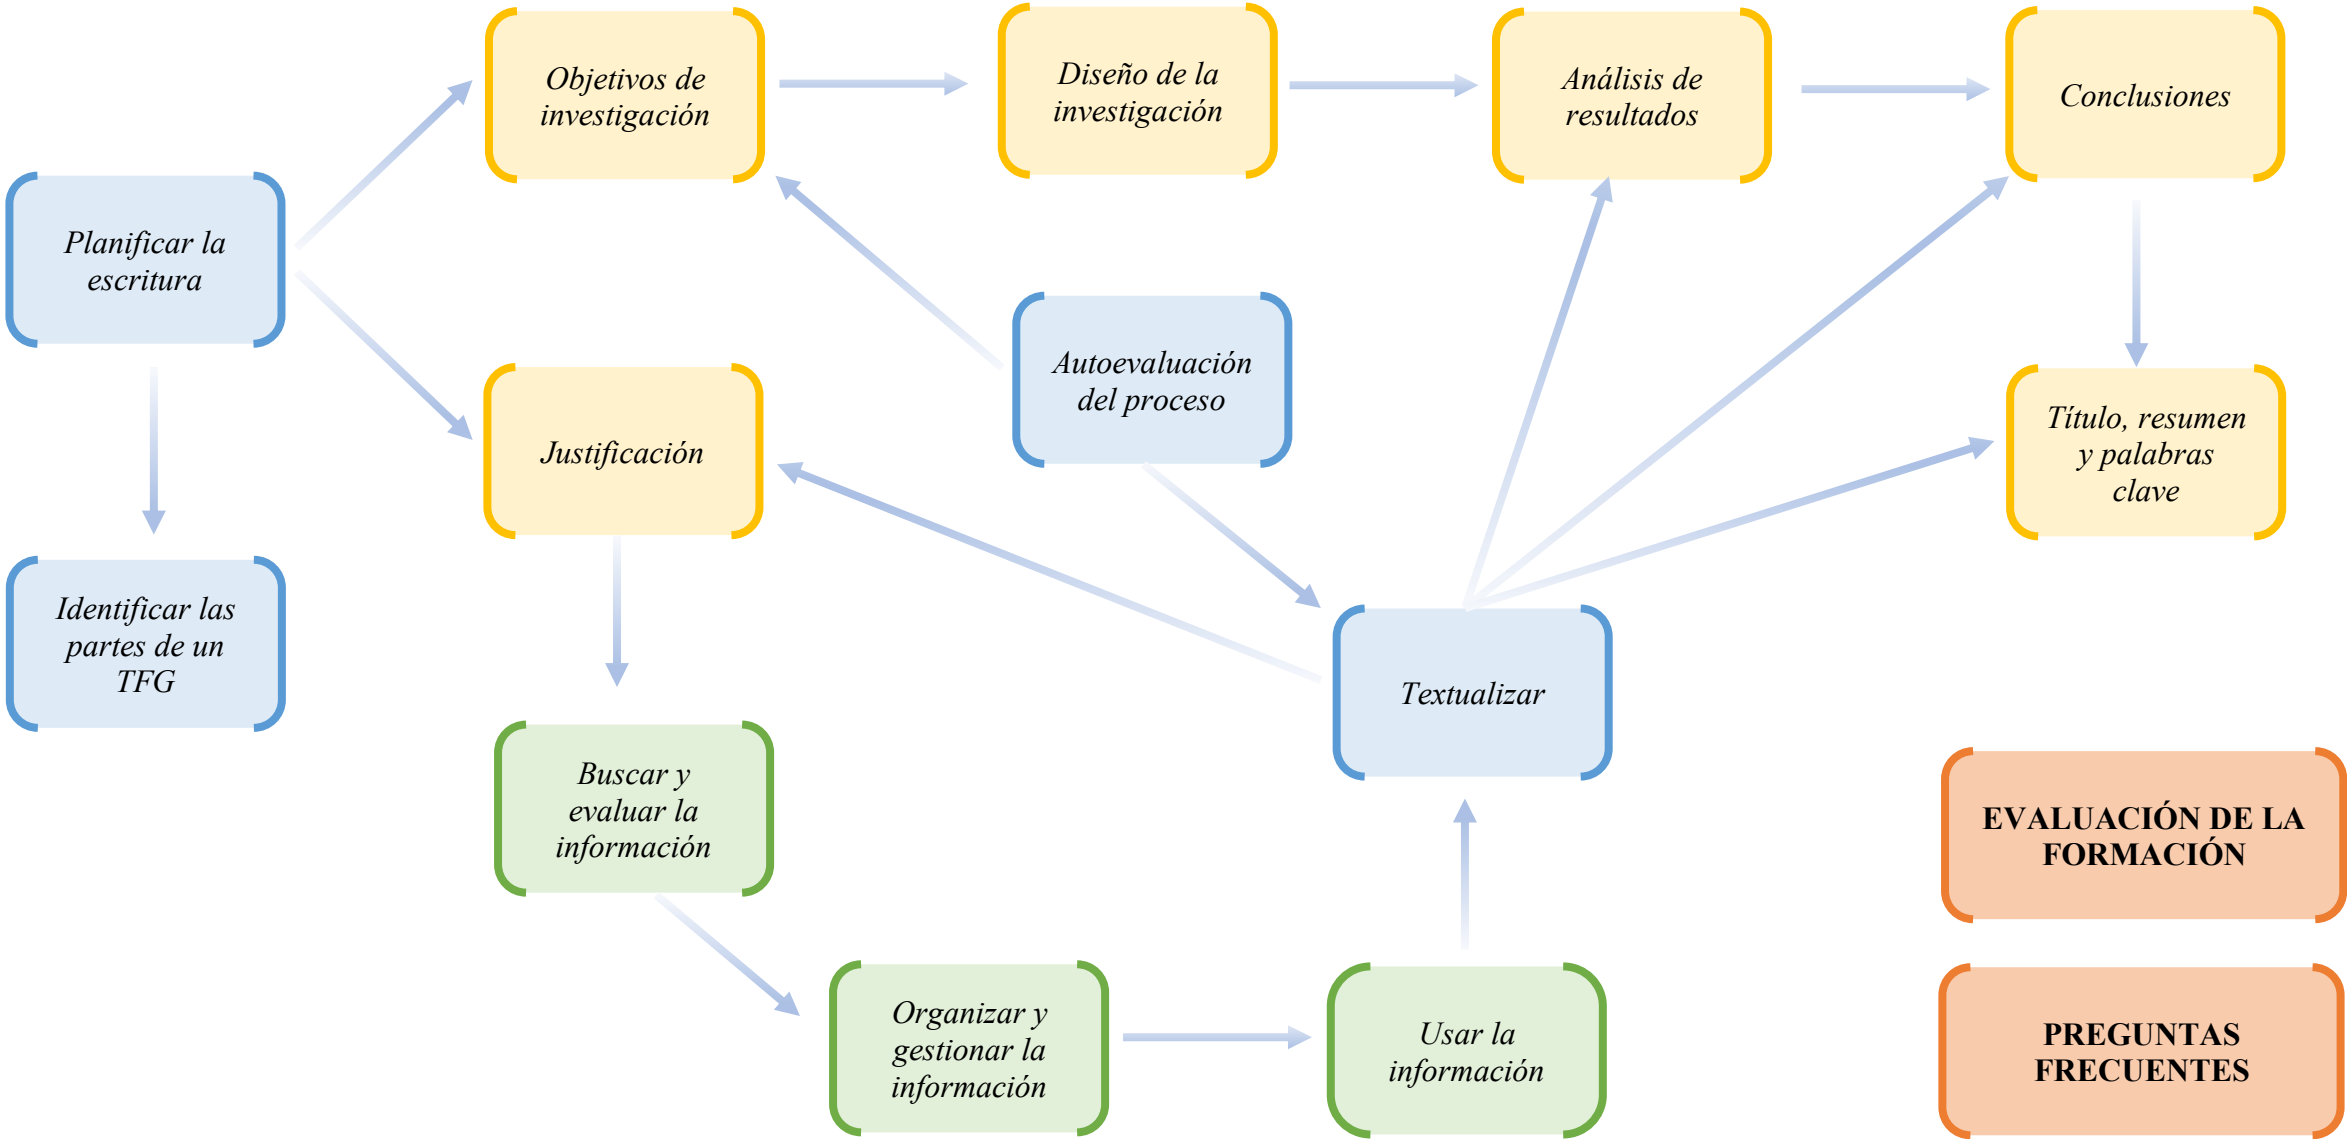 Objetivos de
investigación
Diseño de la
investigación
Análisis de
resultados
Conclusiones
Planificar la
escritura
Autoevaluación
del proceso
Justificación
Título, resumen
y palabras
clave
Identificar las
partes de un
TFG
Textualizar
Buscar y
evaluar la
información
EVALUACIÓN DE LA
FORMACIÓN
Organizar y
gestionar la
información
Usar la
información
PREGUNTAS
FRECUENTES